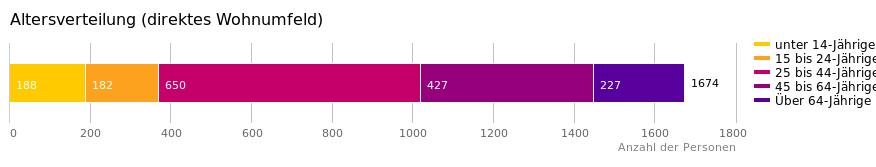 Altersverteilung (direktes Wohnumfeld)
188 182 650 427 227 1674
unter 14-Jährige
15 bis 24-Jährige
25 bis 44-Jährige
45 bis 64-Jährige
Über 64-Jährige
0 200 400 600 800 1000 1200 1400 1600 1800
Anzahl der Personen